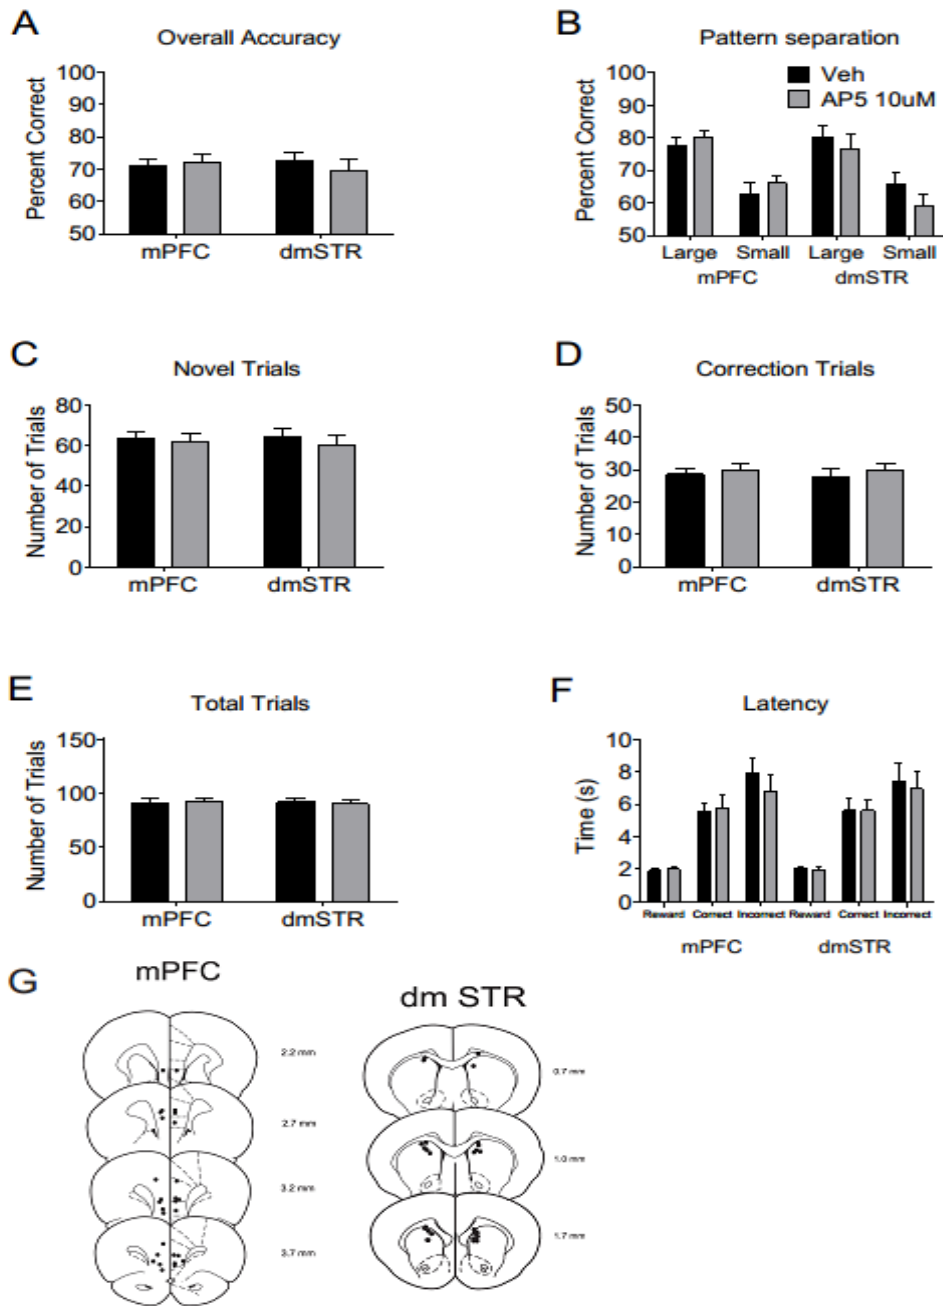 A
Overall Accuracy
Percent Correct
100
90
80
70
60
50
mPFC dmSTR
B
Pattern separation
Veh
AP5 10uM
Percent Correct
100
90
80
70
60
50
Large Small Large Small
mPFC dmSTR
C
Novel Trials
Number of Trials
80
60
40
20
0
mPFC dmSTR
D
Correction Trials
Number of Trials
50
40
30
20
10
0
mPFC dmSTR
E
Total Trials
Number of Trials
150
100
50
0
mPFC dmSTR
F
Latency
Time (s)
10
8
6
4
2
0
Reward Correct Incorrect Reward Correct Incorrect
mPFC dmSTR
G
mPFC
2.2 mm
2.7 mm
3.2 mm
3.7 mm
dm STR
0.7 mm
1.0 mm
1.7 mm